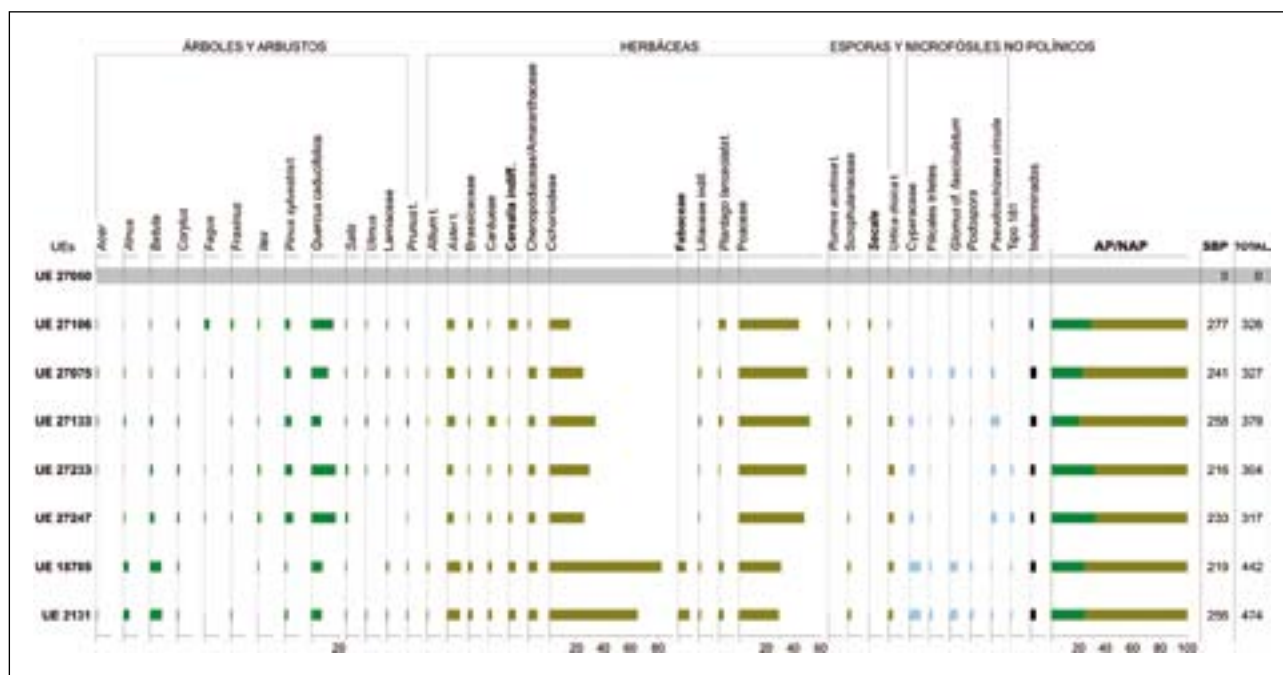 ÁRBOLES Y ARBUSTOS
HERBÁCEAS
ESPORAS Y MICROFÓSILES NO POLÍNICOS
UEs
Acer
Alnus
Betula
Corylus
Fagus
Fraxinus
Ilex
Pinus sylvestris t.
Quercus caducifolios
Salix
Ulmus
Lamiaceae
Prunus t.
Allium t.
Aster t.
Brassicaceae
Cardueae
Cerealia indif.
Chenopodiaceae/Amaranthaceae
Cichorioideae
Fabaceae
Liliaceae indif.
Plantago lanceolata t.
Poaceae
Rumex acetosa t.
Scrophulariaceae
Secale
Urtica dioica t.
Cyperaceae
Filicales triletes
Glomus cf. fasciculatum
Podospora
Pseudoschizaea circula
Tipo 181
Indeterminados
AP/NAP
SBP
TOTAL
UE 27060 0 0
UE 27106 277 326
UE 27075 241 327
UE 27133 258 379
UE 27233 216 304
UE 27247 233 317
UE 219 442
UE 2131 474
20
20 40 60 80
20 40 60
20 40 60 80 100